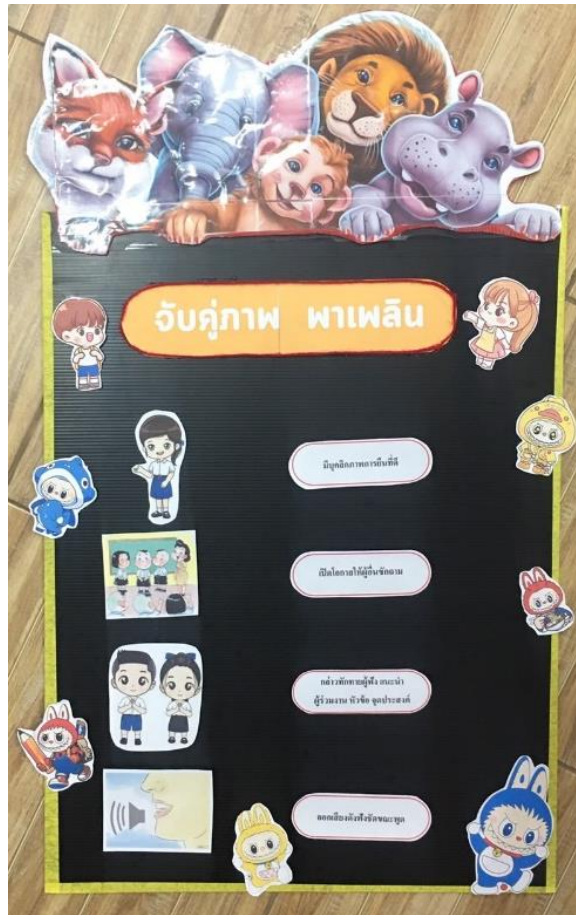 จับคู่ภาพ พาเพลิน
มีบุคลิกภาพการยืนที่ดี
เปิดโอกาสให้ผู้อื่นซักถาม
กล่าวทักทายผู้ฟัง แนะนำ
ผู้ร่วมงาน หัวข้อ จุดประสงค์
ออกเสียงดังฟังชัดขณะพูด